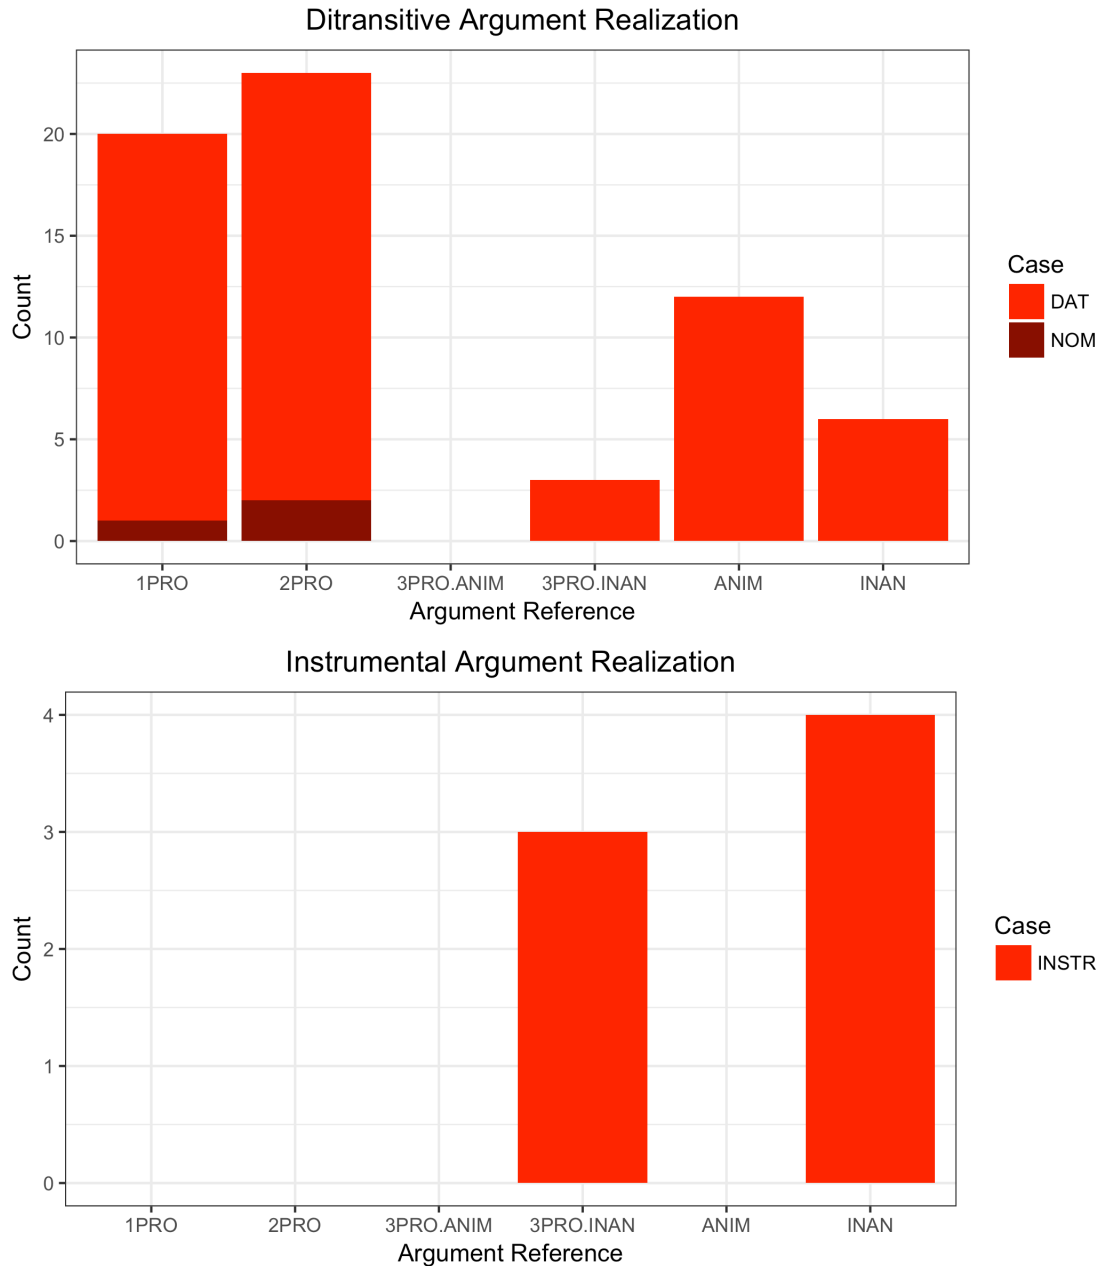 Ditransitive Argument Realization
Count
20
15
10
5
0
1PRO 2PRO 3PRO.ANIM 3PRO.INAN ANIM INAN
Argument Reference
Case
DAT
NOM
Instrumental Argument Realization
Count
4
3
2
1
0
1PRO 2PRO 3PRO.ANIM 3PRO.INAN ANIM INAN
Argument Reference
Case
INSTR